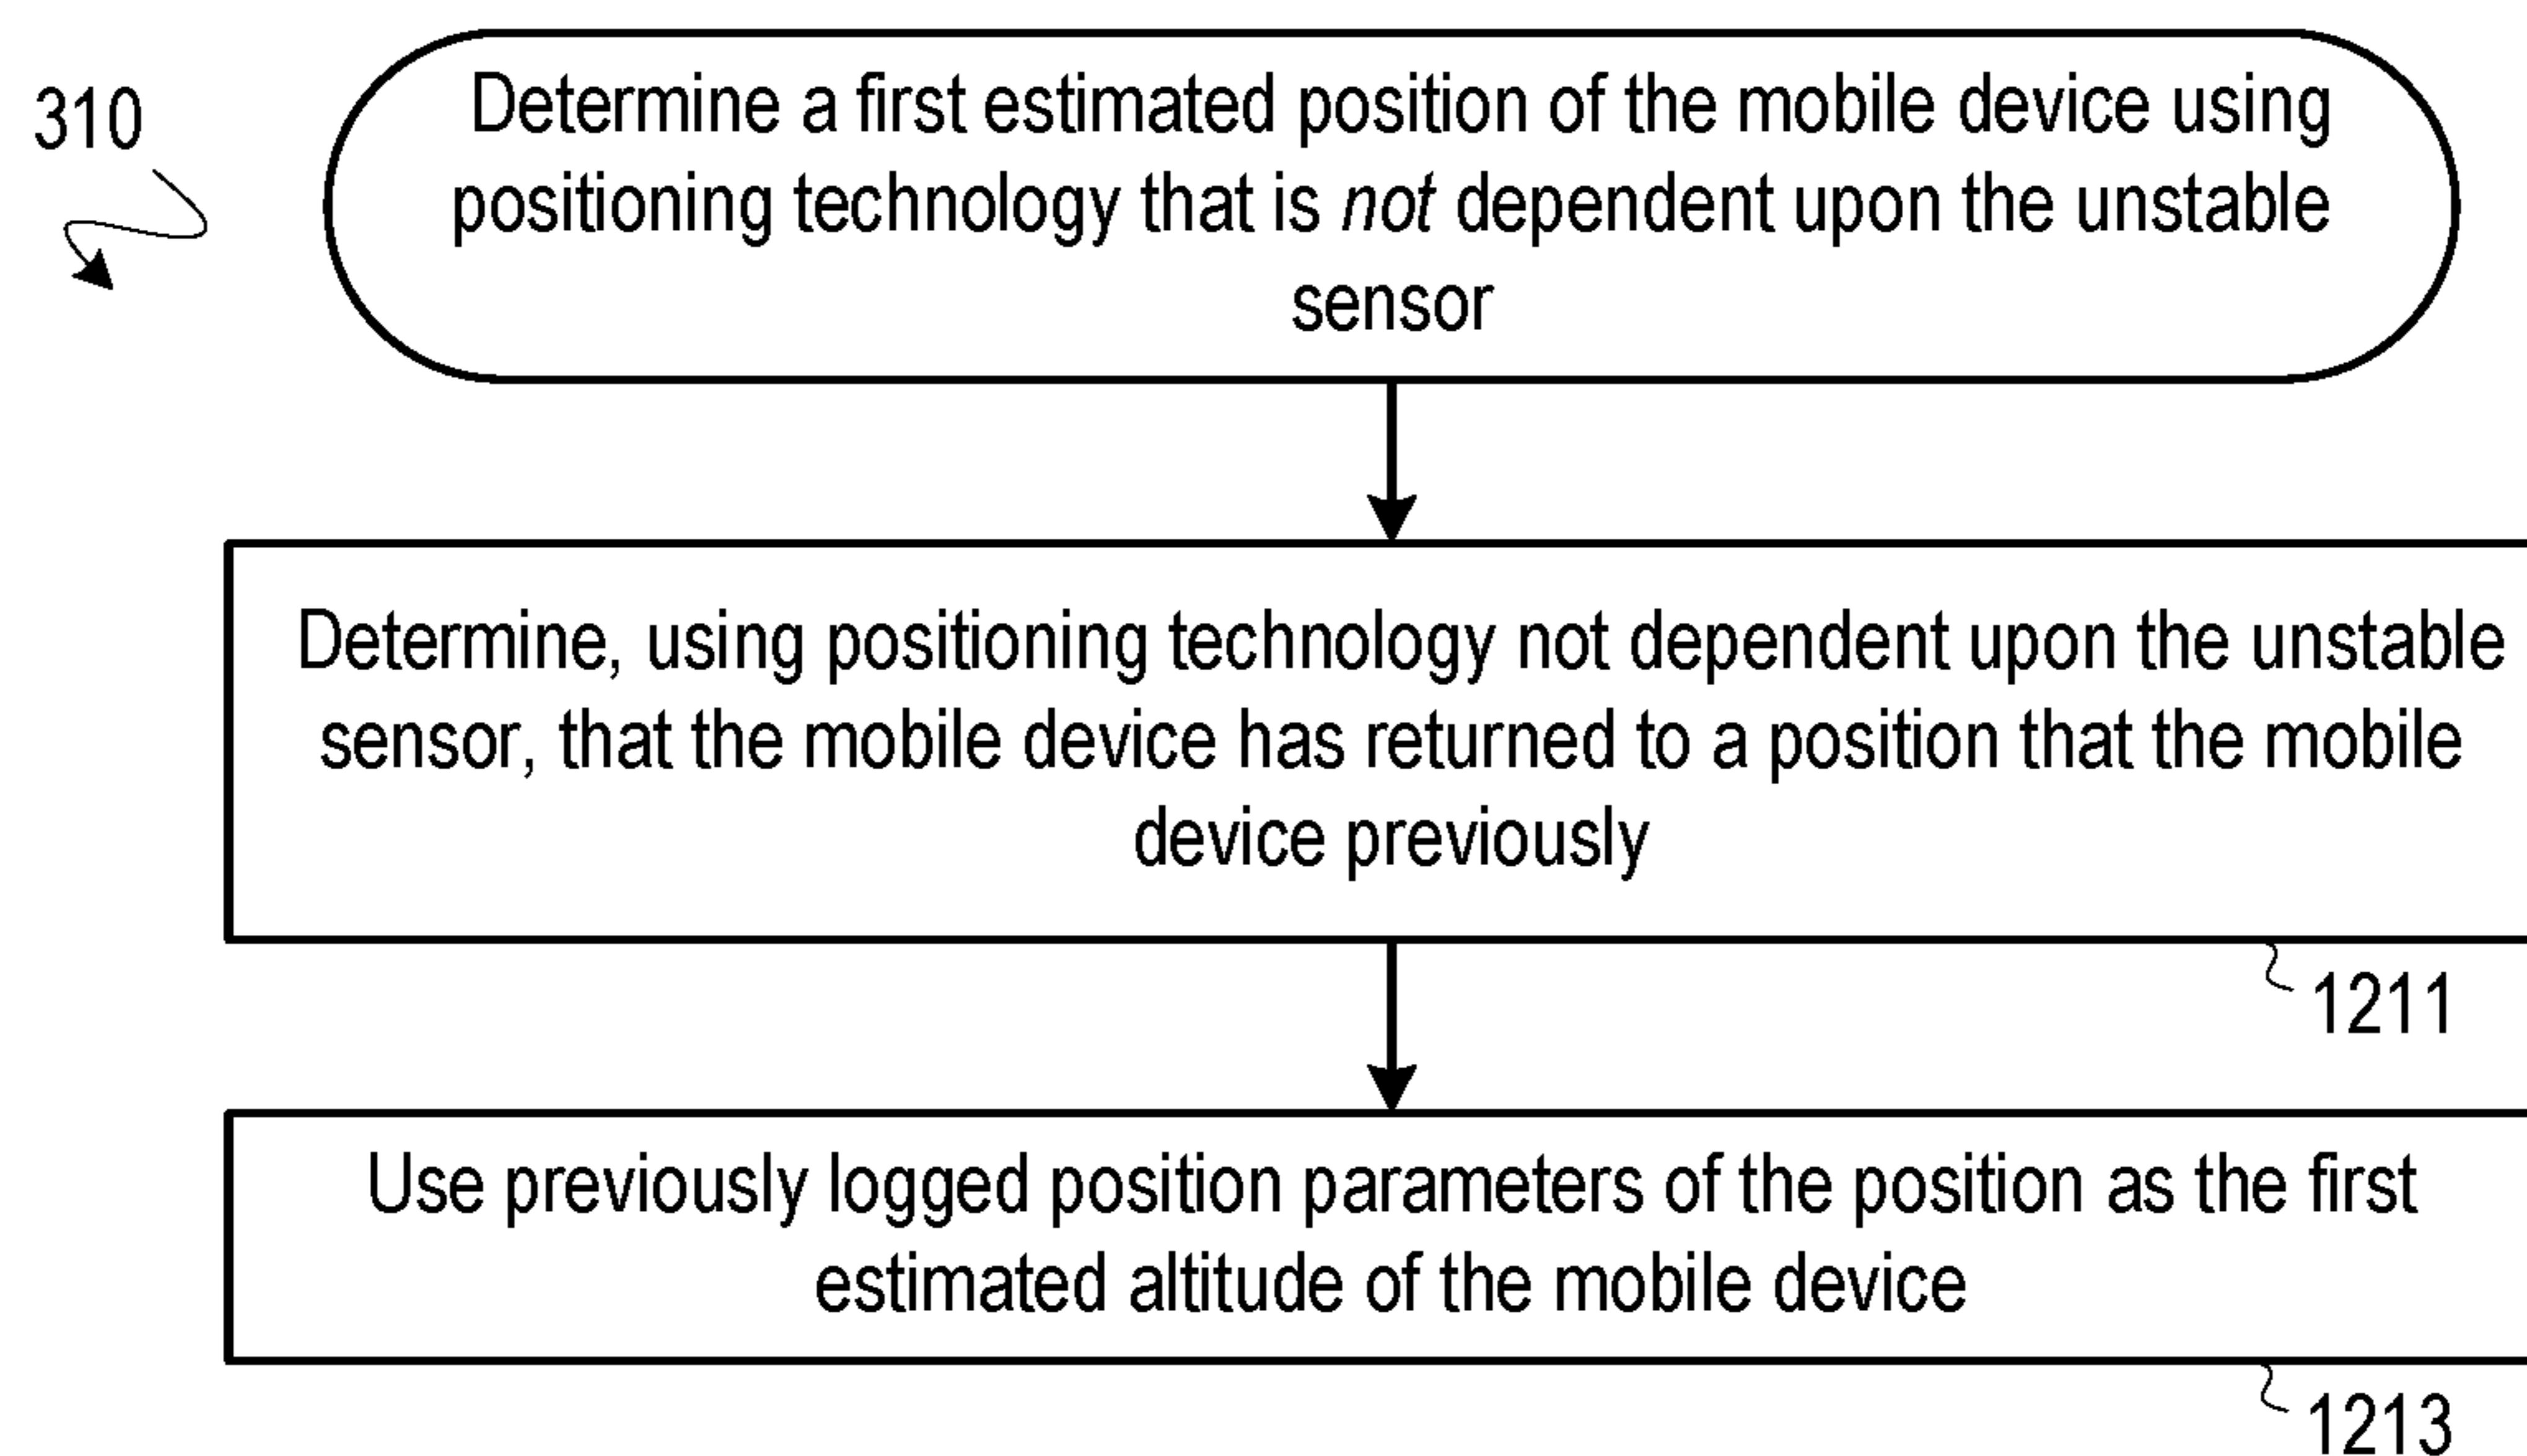 310
Determine a first estimated position of the mobile device using
positioning technology that is not dependent upon the unstable
sensor
Determine, using positioning technology not dependent upon the unstable
sensor, that the mobile device has returned to a position that the mobile
device previously
1211
Use previously logged position parameters of the position as the first
estimated altitude of the mobile device
1213